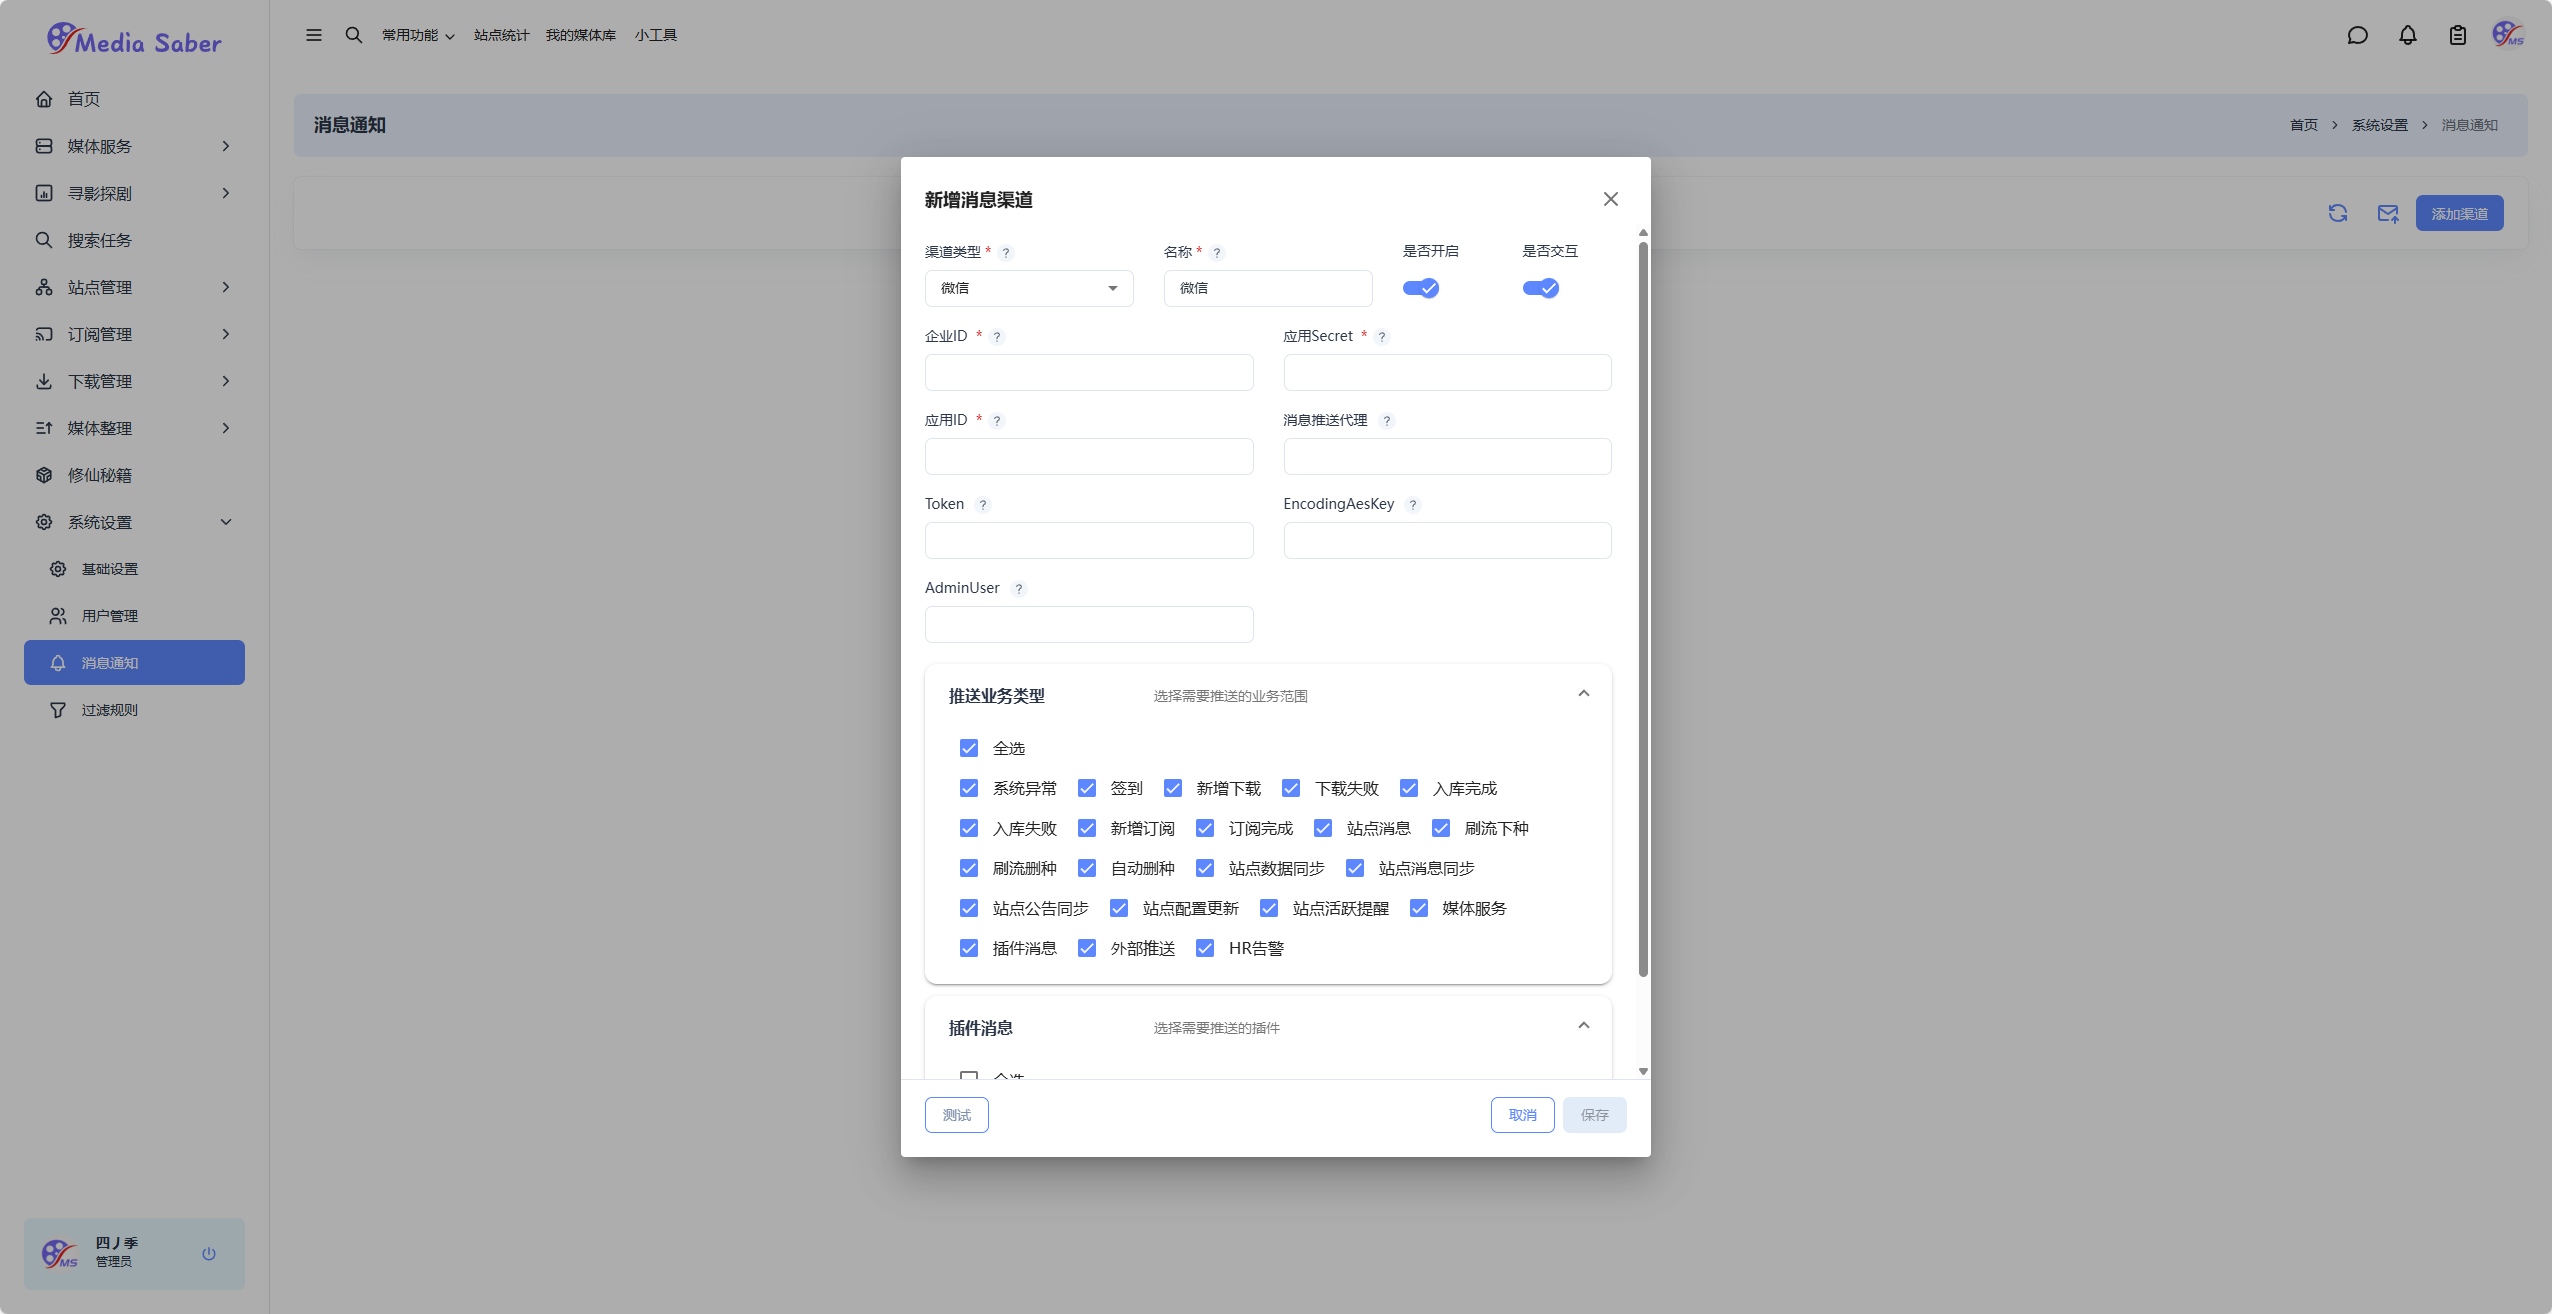 Media Saber
常用功能 站点统计 我的媒体库 小工具
首页
媒体服务
寻影探剧
搜索任务
站点管理
订阅管理
下载管理
媒体整理
修仙秘籍
系统设置
基础设置
用户管理
消息通知
过滤规则
四丿季
管理员
MS
消息通知
首页 系统设置 消息通知
添加渠道
新增消息渠道
渠道类型 * ? 名称 * ? 是否开启 是否交互
微信 微信
企业ID * ? 应用Secret * ?
应用ID * ? 消息推送代理 ?
Token ? EncodingAesKey ?
AdminUser ?
推送业务类型 选择需要推送的业务范围
全选
系统异常 签到 新增下载 下载失败 入库完成
入库失败 新增订阅 订阅完成 站点消息 刷流下种
刷流删种 自动删种 站点数据同步 站点消息同步
站点公告同步 站点配置更新 站点活跃提醒 媒体服务
插件消息 外部推送 HR告警
插件消息 选择需要推送的插件
全选
测试 取消 保存
MS